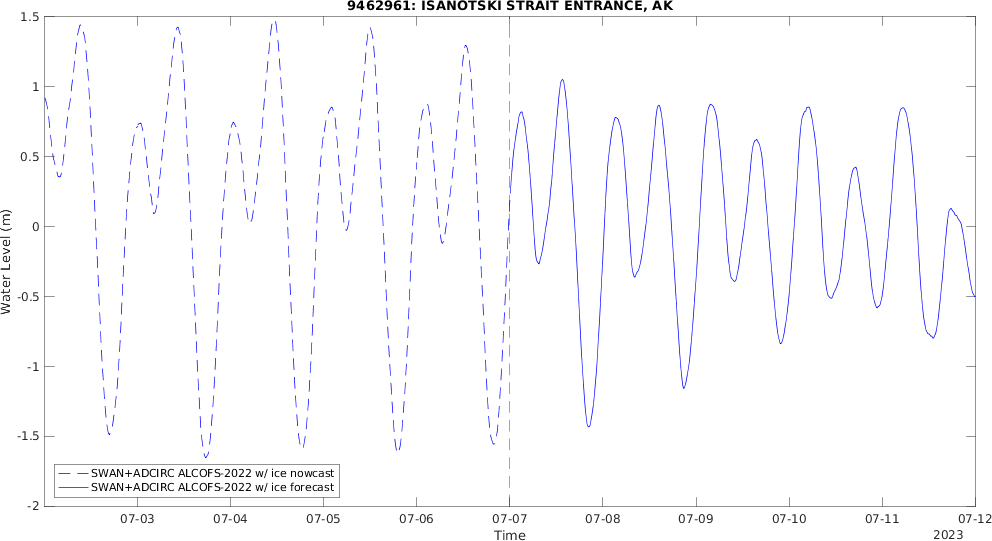 9462961: ISANOTSKI STRAIT ENTRANCE, AK
Water Level (m)
1.5
1
0.5
0
-0.5
-1
-1.5
-2
SWAN+ADCIRC ALCOFS-2022 w/ ice nowcast
SWAN+ADCIRC ALCOFS-2022 w/ ice forecast
07-03 07-04 07-05 07-06 07-07 07-08 07-09 07-10 07-11 07-12
Time
2023